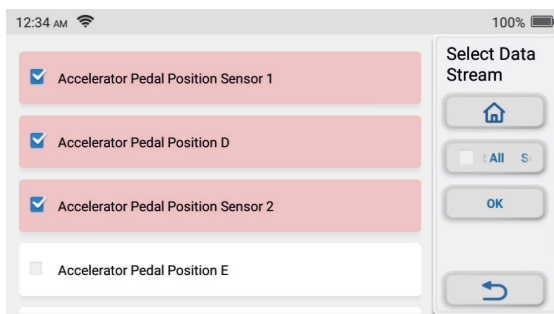 12:34 AM
100%
Select Data
Stream
Accelerator Pedal Position Sensor 1
Accelerator Pedal Position D
All
Accelerator Pedal Position Sensor 2
OK
Accelerator Pedal Position E